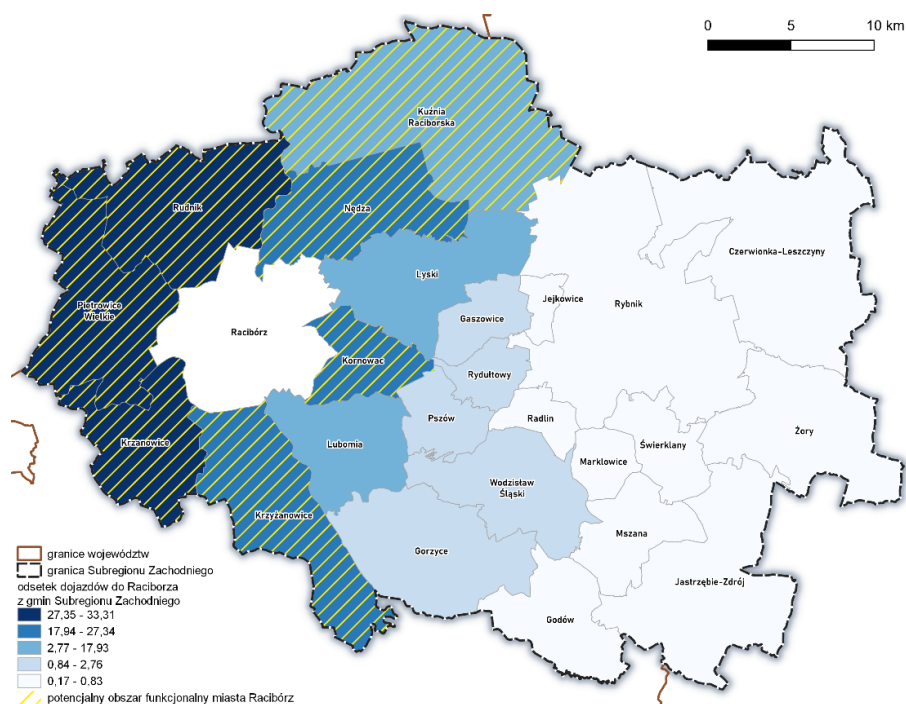 0 5 10 km
Kuźnia
Raciborska
Rudnik
Nędza
Czerwionka-Leszczyny
Lyski
Pietrowice
Wielkie
Jejkowice
Rybnik
Gaszowice
Racibórz
Kornowac
Rydułtowy
Pszów
Radlin
Żory
Krzanowice
Lubomia
Świerklany
Marklowice
Wodzisław
Śląski
Krzyżanowice
Mszana
Gorzyce
Jastrzębie-Zdrój
Godów
granice województw
granica Subregionu Zachodniego
odsetek dojazdów do Raciborza
z gmin Subregionu Zachodniego
27,35 - 33,31
17,94 - 27,34
2,77 - 17,93
0,84 - 2,76
0,17 - 0,83
potencjalny obszar funkcjonalny miasta Racibórz